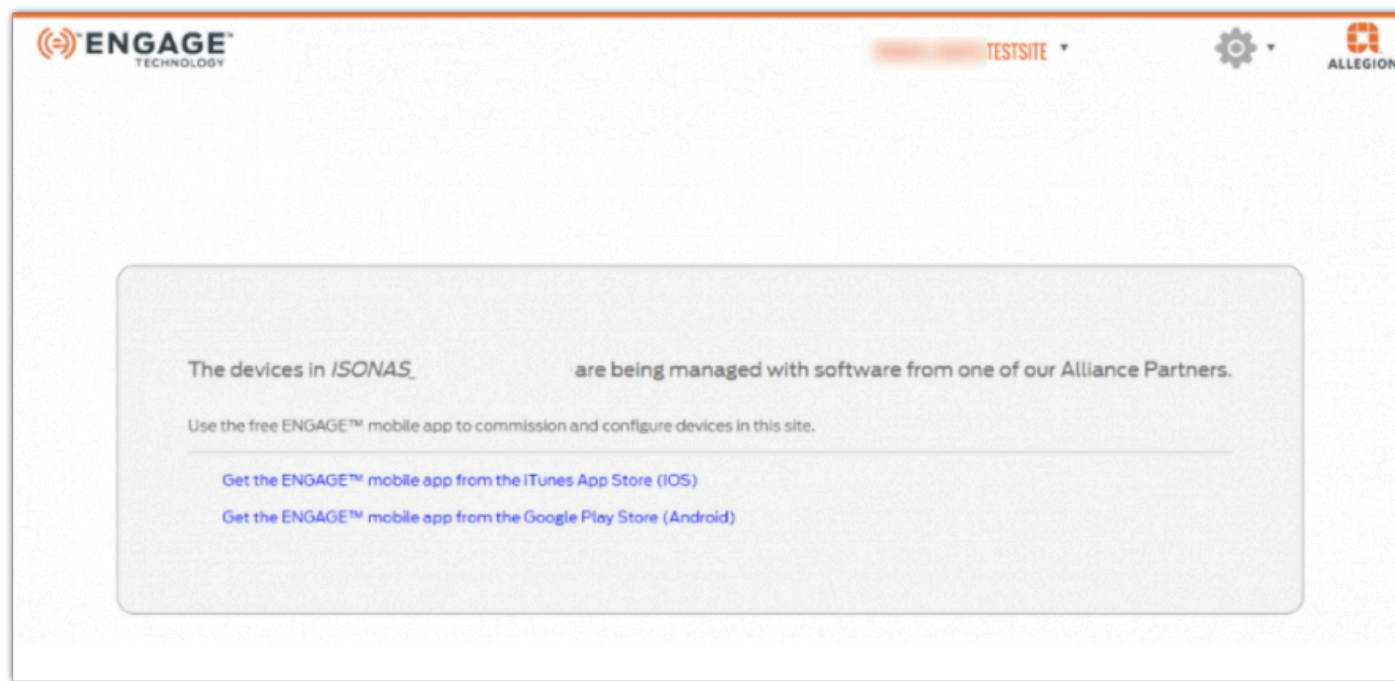 ENGAGE™
TECHNOLOGY
TESTSITE
ALLEGION
The devices in ISONAS_ are being managed with software from one of our Alliance Partners.
Use the free ENGAGE™ mobile app to commission and configure devices in this site.
Get the ENGAGE™ mobile app from the iTunes App Store (IOS)
Get the ENGAGE™ mobile app from the Google Play Store (Android)